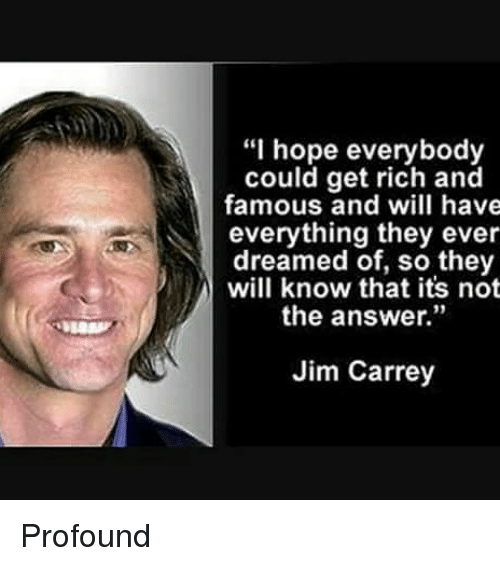 “I hope everybody
could get rich and
famous and will have
everything they ever
dreamed of, so they
will know that its not
the answer.”
Jim Carrey
Profound